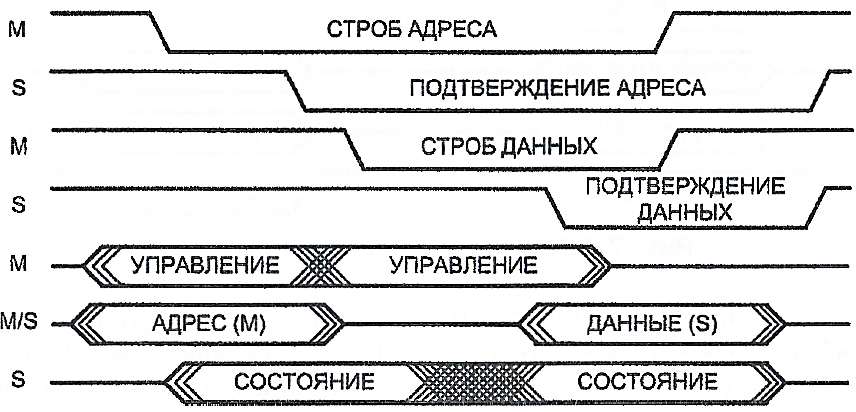 M СТРОБ АДРЕСА
S ПОДТВЕРЖДЕНИЕ АДРЕСА
M СТРОБ ДАННЫХ
S ПОДТВЕРЖДЕНИЕ
ДАННЫХ
M УПРАВЛЕНИЕ УПРАВЛЕНИЕ
M/S АДРЕС (M) ДАННЫЕ (S)
S СОСТОЯНИЕ СОСТОЯНИЕ